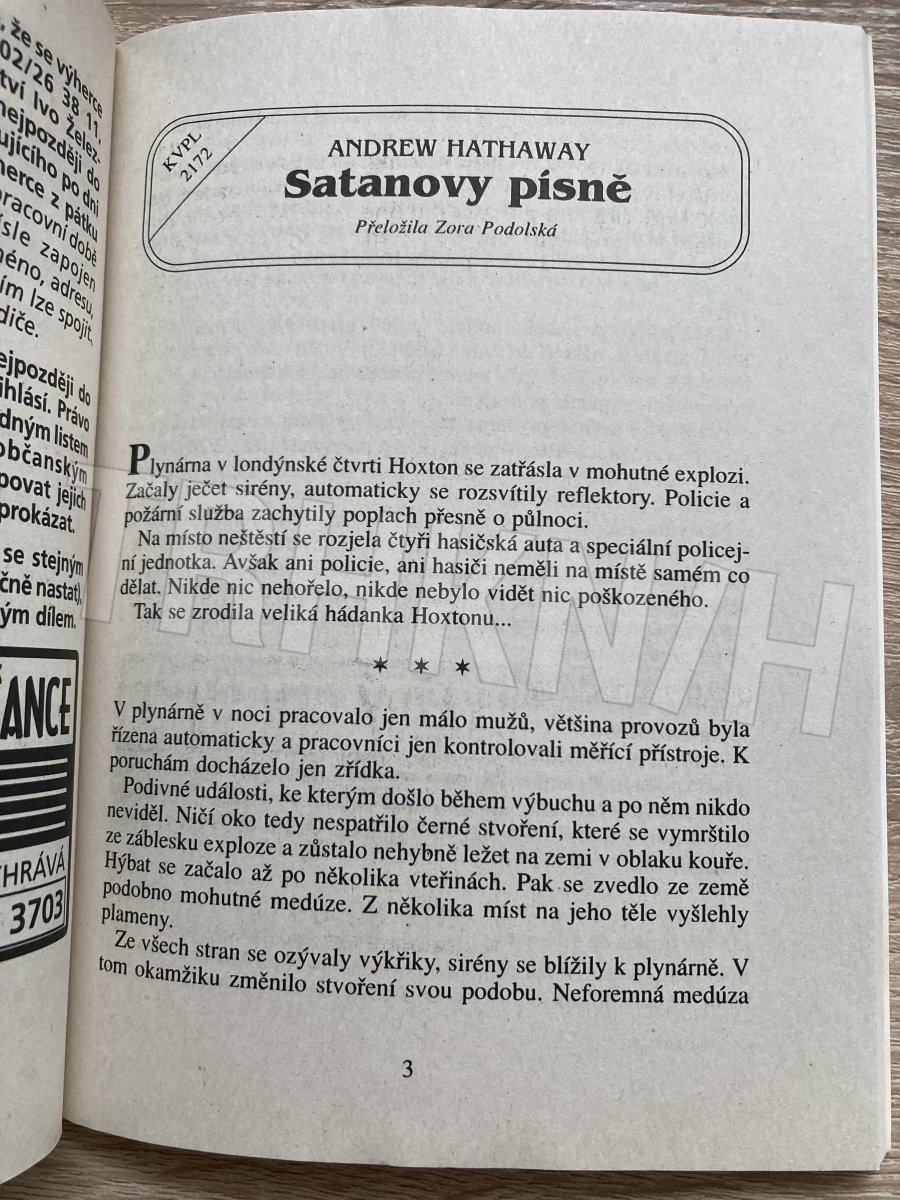 , že se výherce
02/26 38 11,
ství Ivo Želez-
nejpozději do
ujícího po dni
herce z pátku
pracovní době
ísle zapojen
méno, adresu,
ím lze spojit,
diče.
ejpozději do
ihlásí. Právo
dným listem
občanským
povat jejich
prokázat.
se stejným
čně nastat),
ým dílem.
ANCE
YHRÁVÁ
3703
KVPL
2172
ANDREW HATHAWAY
Satanovy písně
Přeložila Zora Podolská
Plynárna v londýnské čtvrti Hoxton se zatřásla v mohutné explozi.
Začaly ječet sirény, automaticky se rozsvítily reflektory. Policie a
požární služba zachytily poplach přesně o půlnoci.
Na místo neštěstí se rozjela čtyři hasičská auta a speciální policej-
ní jednotka. Avšak ani policie, ani hasiči neměli na místě samém co
dělat. Nikde nic nehořelo, nikde nebylo vidět nic poškozeného.
Tak se zrodila veliká hádanka Hoxtonu...
* * *
V plynárně v noci pracovalo jen málo mužů, většina provozů byla
řízena automaticky a pracovníci jen kontrolovali měřící přístroje. K
poruchám docházelo jen zřídka.
Podivné události, ke kterým došlo během výbuchu a po něm nikdo
neviděl. Ničí oko tedy nespatřilo černé stvoření, které se vymrštilo
ze záblesku exploze a zůstalo nehybně ležet na zemi v oblaku kouře.
Hýbat se začalo až po několika vteřinách. Pak se zvedlo ze země
podobno mohutné medúze. Z několika míst na jeho těle vyšlehly
plameny.
Ze všech stran se ozývaly výkřiky, sirény se blížily k plynárně. V
tom okamžiku změnilo stvoření svou podobu. Neforemná medúza
3